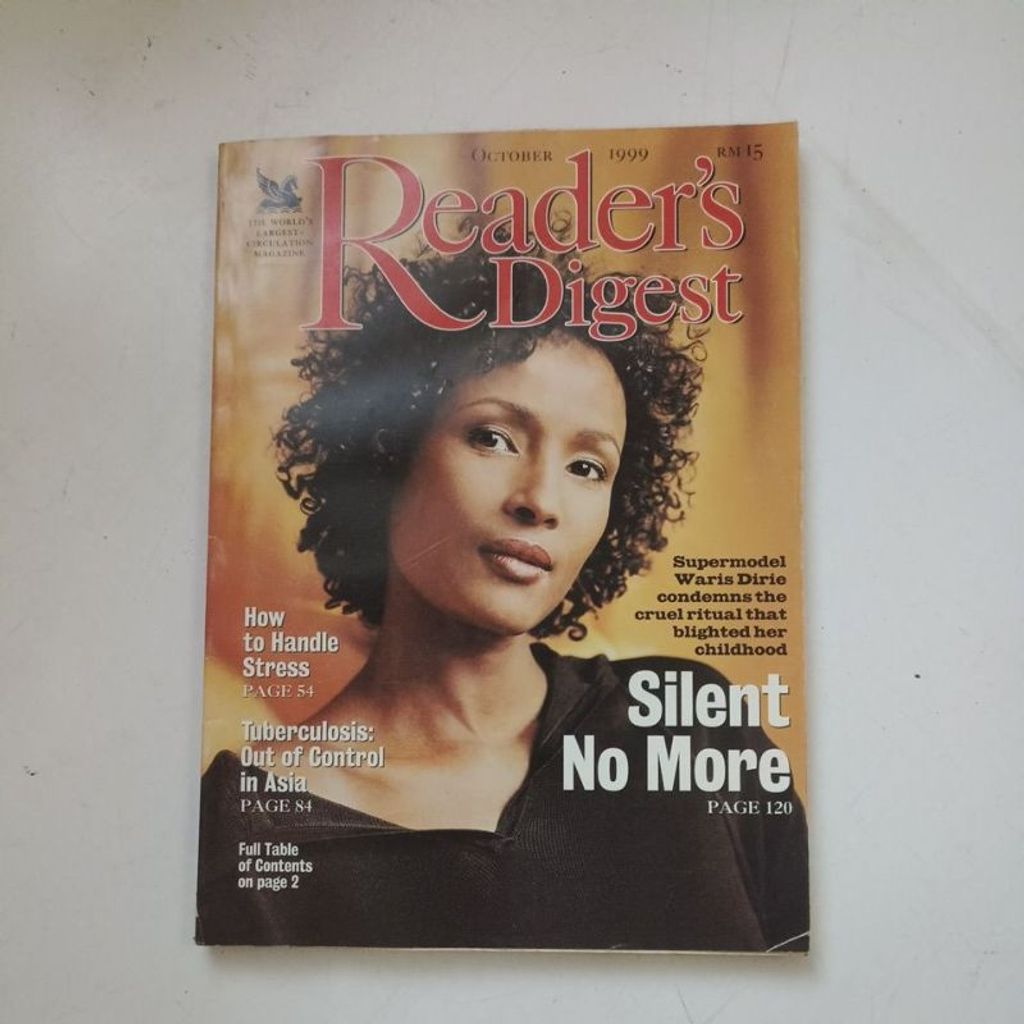 OCTOBER 1999 RM 15
THE WORLD'S
LARGEST-
CIRCULATION
MAGAZINE
Reader's
Digest
Supermodel
Waris Dirie
condemns the
cruel ritual that
blighted her
childhood
Silent
No More
PAGE 120
How
to Handle
Stress
PAGE 54
Tuberculosis:
Out of Control
in Asia
PAGE 84
Full Table
of Contents
on page 2